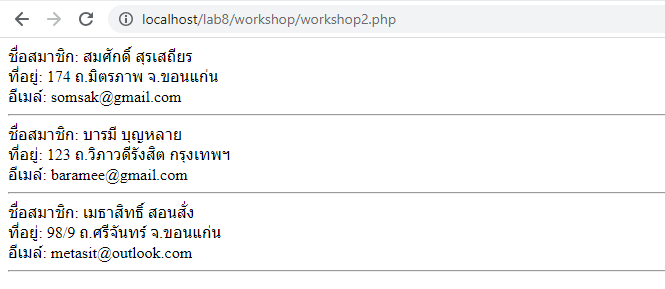 localhost/lab8/workshop/workshop2.php
ชื่อสมาชิก: สมศักดิ์ สุรเสถียร
ที่อยู่: 174 ถ.มิตรภาพ จ.ขอนแก่น
อีเมล์: somsak@gmail.com
ชื่อสมาชิก: บารมี บุญหลาย
ที่อยู่: 123 ถ.วิภาวดีรังสิต กรุงเทพฯ
อีเมล์: baramee@gmail.com
ชื่อสมาชิก: เมธาสิทธิ์ สอนสั่ง
ที่อยู่: 98/9 ถ.ศรีจันทร์ จ.ขอนแก่น
อีเมล์: metasit@outlook.com